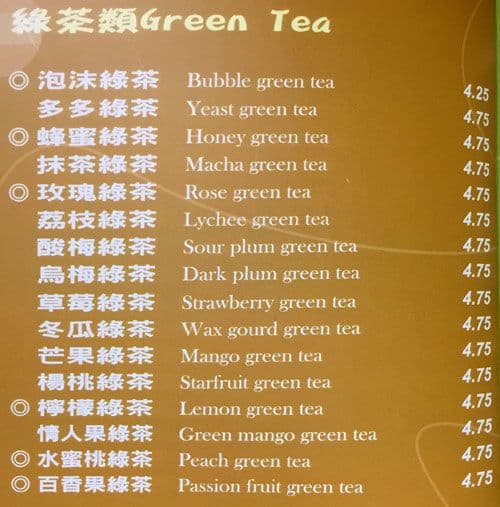 綠茶類Green Tea
◎ 泡沫綠茶 Bubble green tea 4.25
多多綠茶 Yeast green tea 4.75
◎ 蜂蜜綠茶 Honey green tea 4.75
抹茶綠茶 Macha green tea 4.75
◎ 玫瑰綠茶 Rose green tea 4.75
荔枝綠茶 Lychee green tea 4.75
酸梅綠茶 Sour plum green tea 4.75
烏梅綠茶 Dark plum green tea 4.75
草莓綠茶 Strawberry green tea 4.75
冬瓜綠茶 Wax gourd green tea 4.75
芒果綠茶 Mango green tea 4.75
楊桃綠茶 Starfruit green tea 4.75
◎ 檸檬綠茶 Lemon green tea 4.75
情人果綠茶 Green mango green tea 4.75
◎ 水蜜桃綠茶 Peach green tea 4.75
◎ 百香果綠茶 Passion fruit green tea 4.75